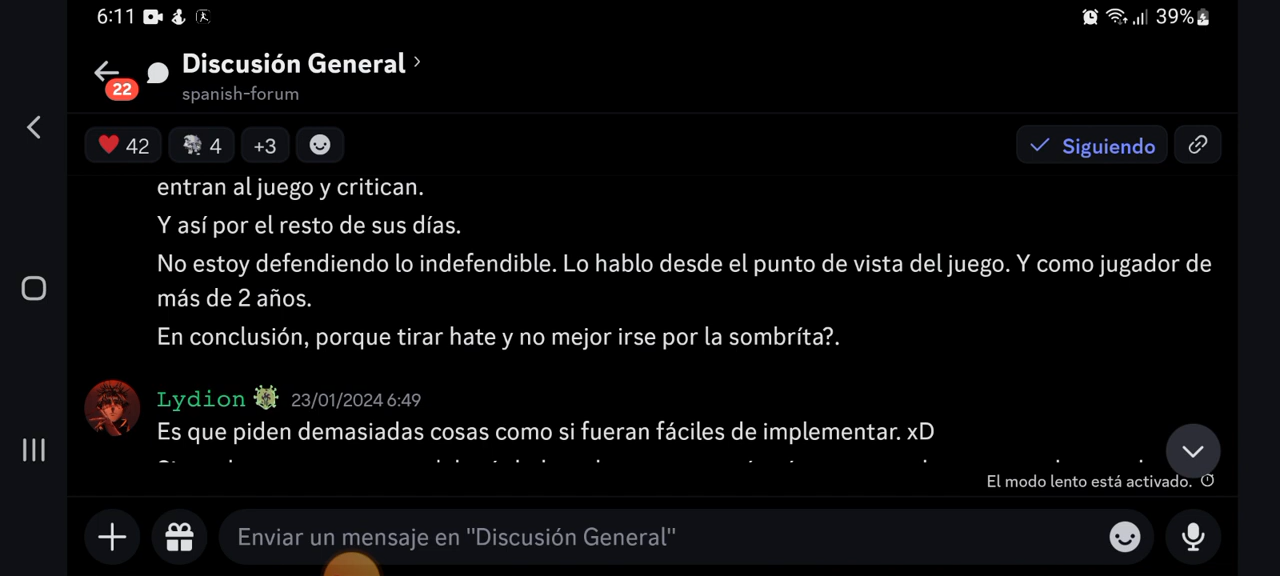 6:11
39%
Discusión General
22
spanish-forum
42
4
+3
Siguiendo
entran al juego y critican.
Y así por el resto de sus días.
No estoy defendiendo lo indefendible. Lo hablo desde el punto de vista del juego. Y como jugador de
más de 2 años.
En conclusión, porque tirar hate y no mejor irse por la sombríta?.
Lydion 23/01/2024 6:49
Es que piden demasiadas cosas como si fueran fáciles de implementar. xD
El modo lento está activado.
Enviar un mensaje en "Discusión General"